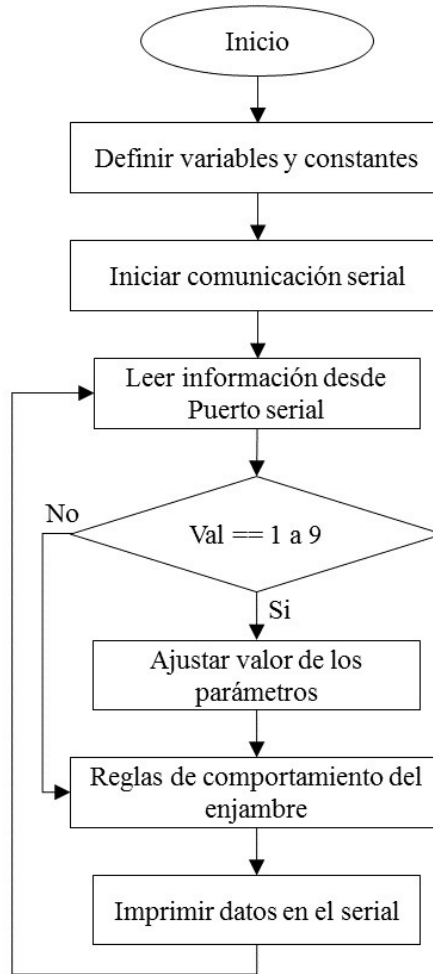 Inicio
Definir variables y constantes
Iniciar comunicación serial
Leer información desde
Puerto serial
No
Val == 1 a 9
Si
Ajustar valor de los
parámetros
Reglas de comportamiento del
enjambre
Imprimir datos en el serial